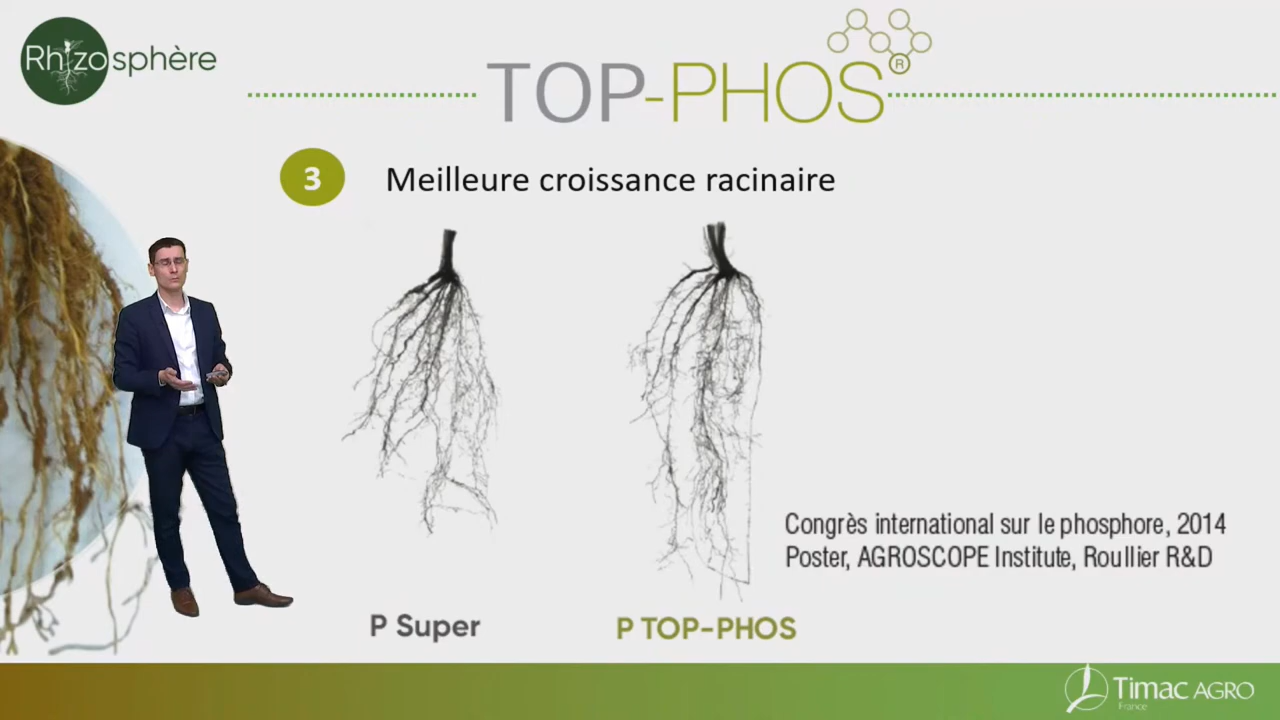 Rhizosphère
TOP-PHOS®
3
Meilleure croissance racinaire
Congrès international sur le phosphore, 2014
Poster, AGROSCOPE Institute, Roullier R&D
P Super
P TOP-PHOS
Timac AGRO
France